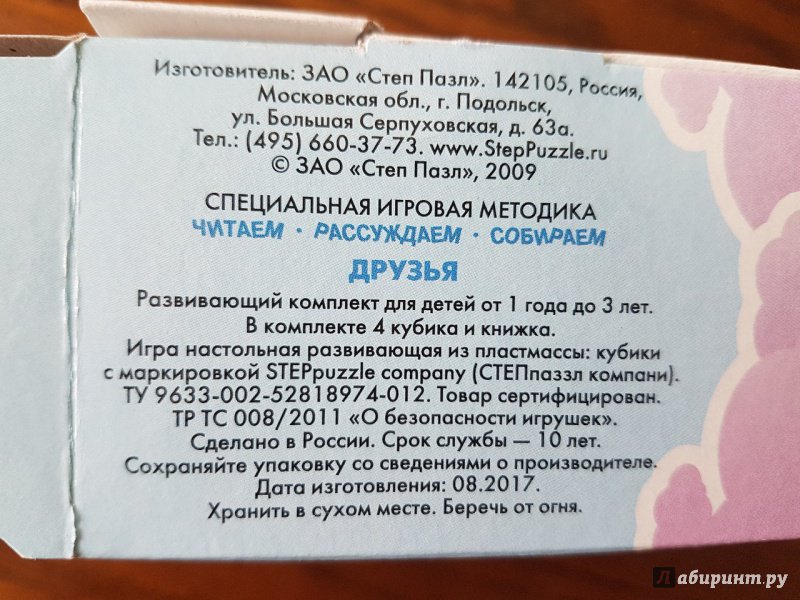 Изготовитель: ЗАО «Степ Пазл». 142105, Россия,
Московская обл., г. Подольск,
ул. Большая Серпуховская, д. 63а.
Тел.: (495) 660-37-73. www.StepPuzzle.ru
© ЗАО «Степ Пазл», 2009
СПЕЦИАЛЬНАЯ ИГРОВАЯ МЕТОДИКА
ЧИТАЕМ · РАССУЖДАЕМ · СОБИРАЕМ
ДРУЗЬЯ
Развивающий комплект для детей от 1 года до 3 лет.
В комплекте 4 кубика и книжка.
Игра настольная развивающая из пластмассы: кубики
с маркировкой STEPpuzzle company (СТЕПпаззл компани).
ТУ 9633-002-52818974-012. Товар сертифицирован.
ТР ТС 008/2011 «О безопасности игрушек».
Сделано в России. Срок службы — 10 лет.
Сохраняйте упаковку со сведениями о производителе.
Дата изготовления: 08.2017.
Хранить в сухом месте. Беречь от огня.
Лабиринт.ру